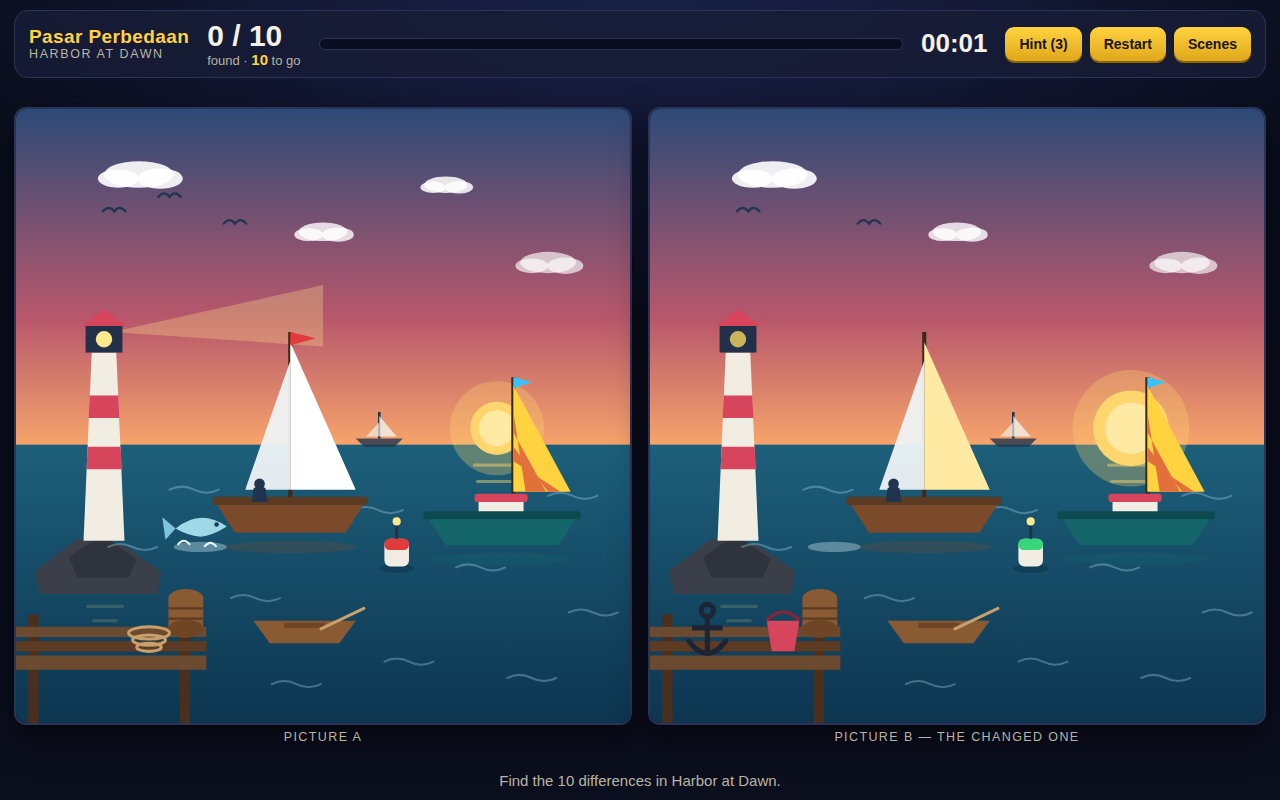 Pasar Perbedaan
HARBOR AT DAWN
0 / 10
found · 10 to go
00:01
Hint (3)
Restart
Scenes
PICTURE A
PICTURE B — THE CHANGED ONE
Find the 10 differences in Harbor at Dawn.